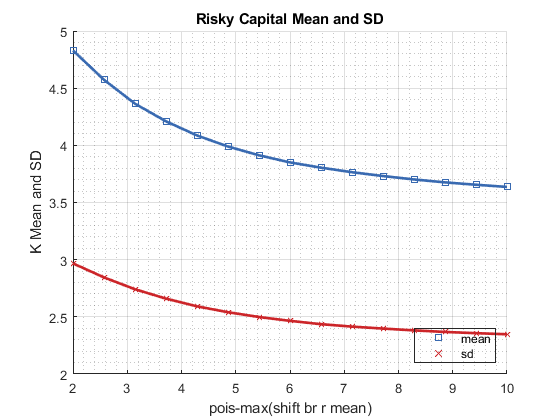 Risky Capital Mean and SD
5
4.5
4
3.5
3
2.5
2
K Mean and SD
mean
sd
2 3 4 5 6 7 8 9 10
pois-max(shift br r mean)